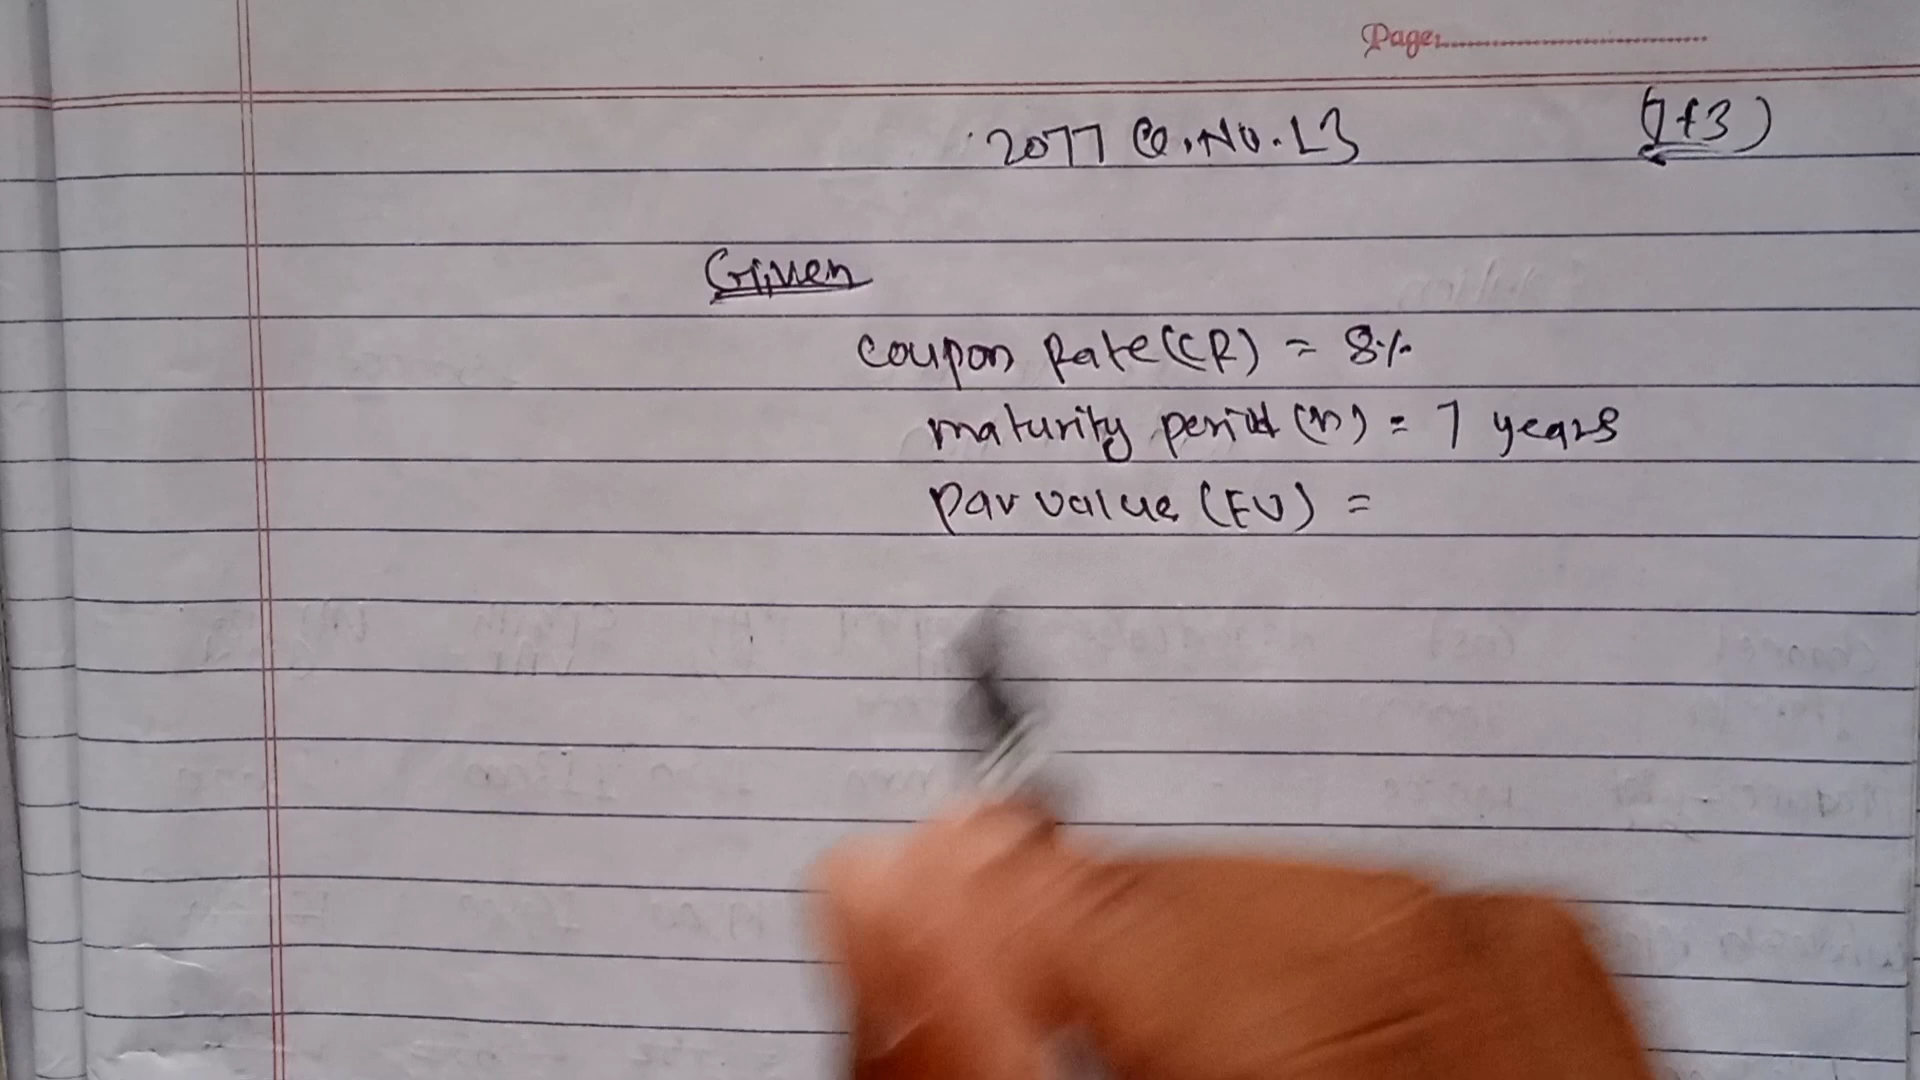 Page:
2077 Q.No.13 (7+3)
Given
Coupon Rate(CR) = 8%
maturity period (n) = 7 years
Par value (FV) =